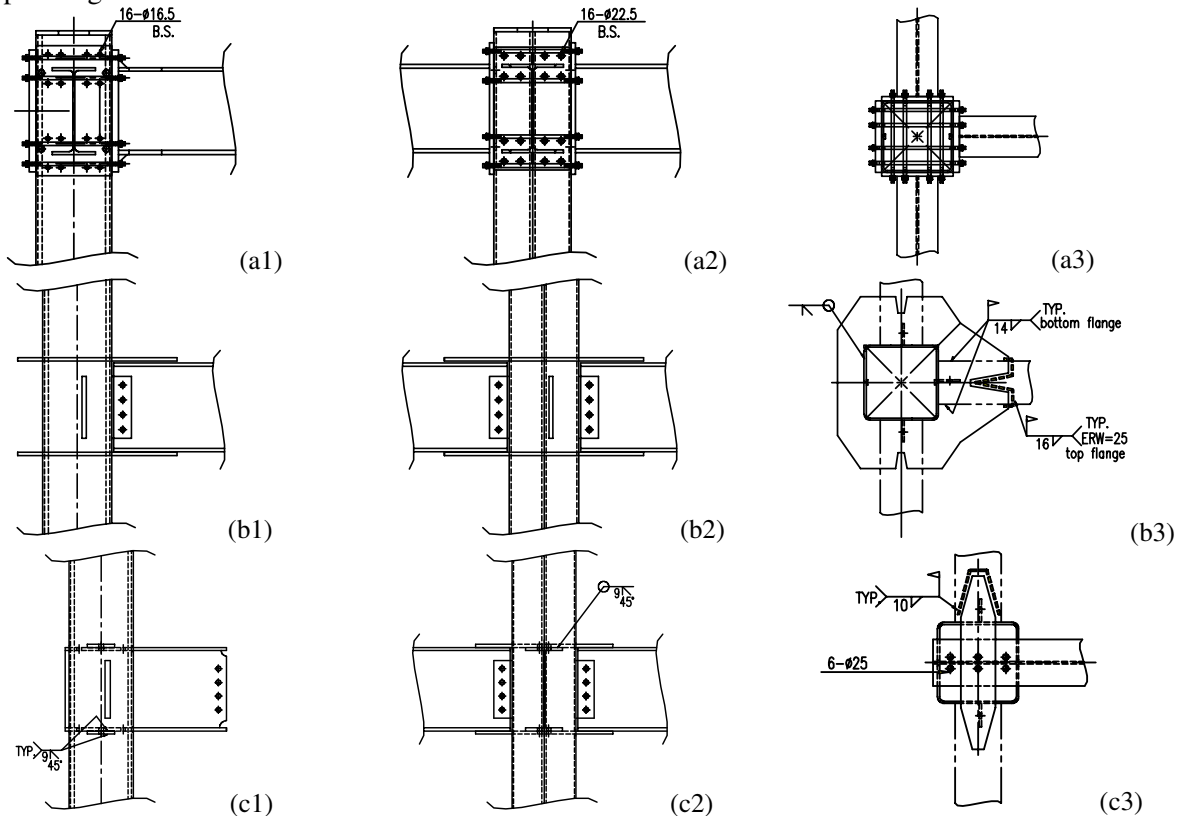 16-ø16.5
B.S.
16-ø22.5
B.S.
(a1)
(a2)
(a3)
TYP.
14
bottom flange
TYP.
16
ERW=25
top flange
(b1)
(b2)
(b3)
9
45°
TYP.
10
6-ø25
TYP.
9
45°
(c1)
(c2)
(c3)